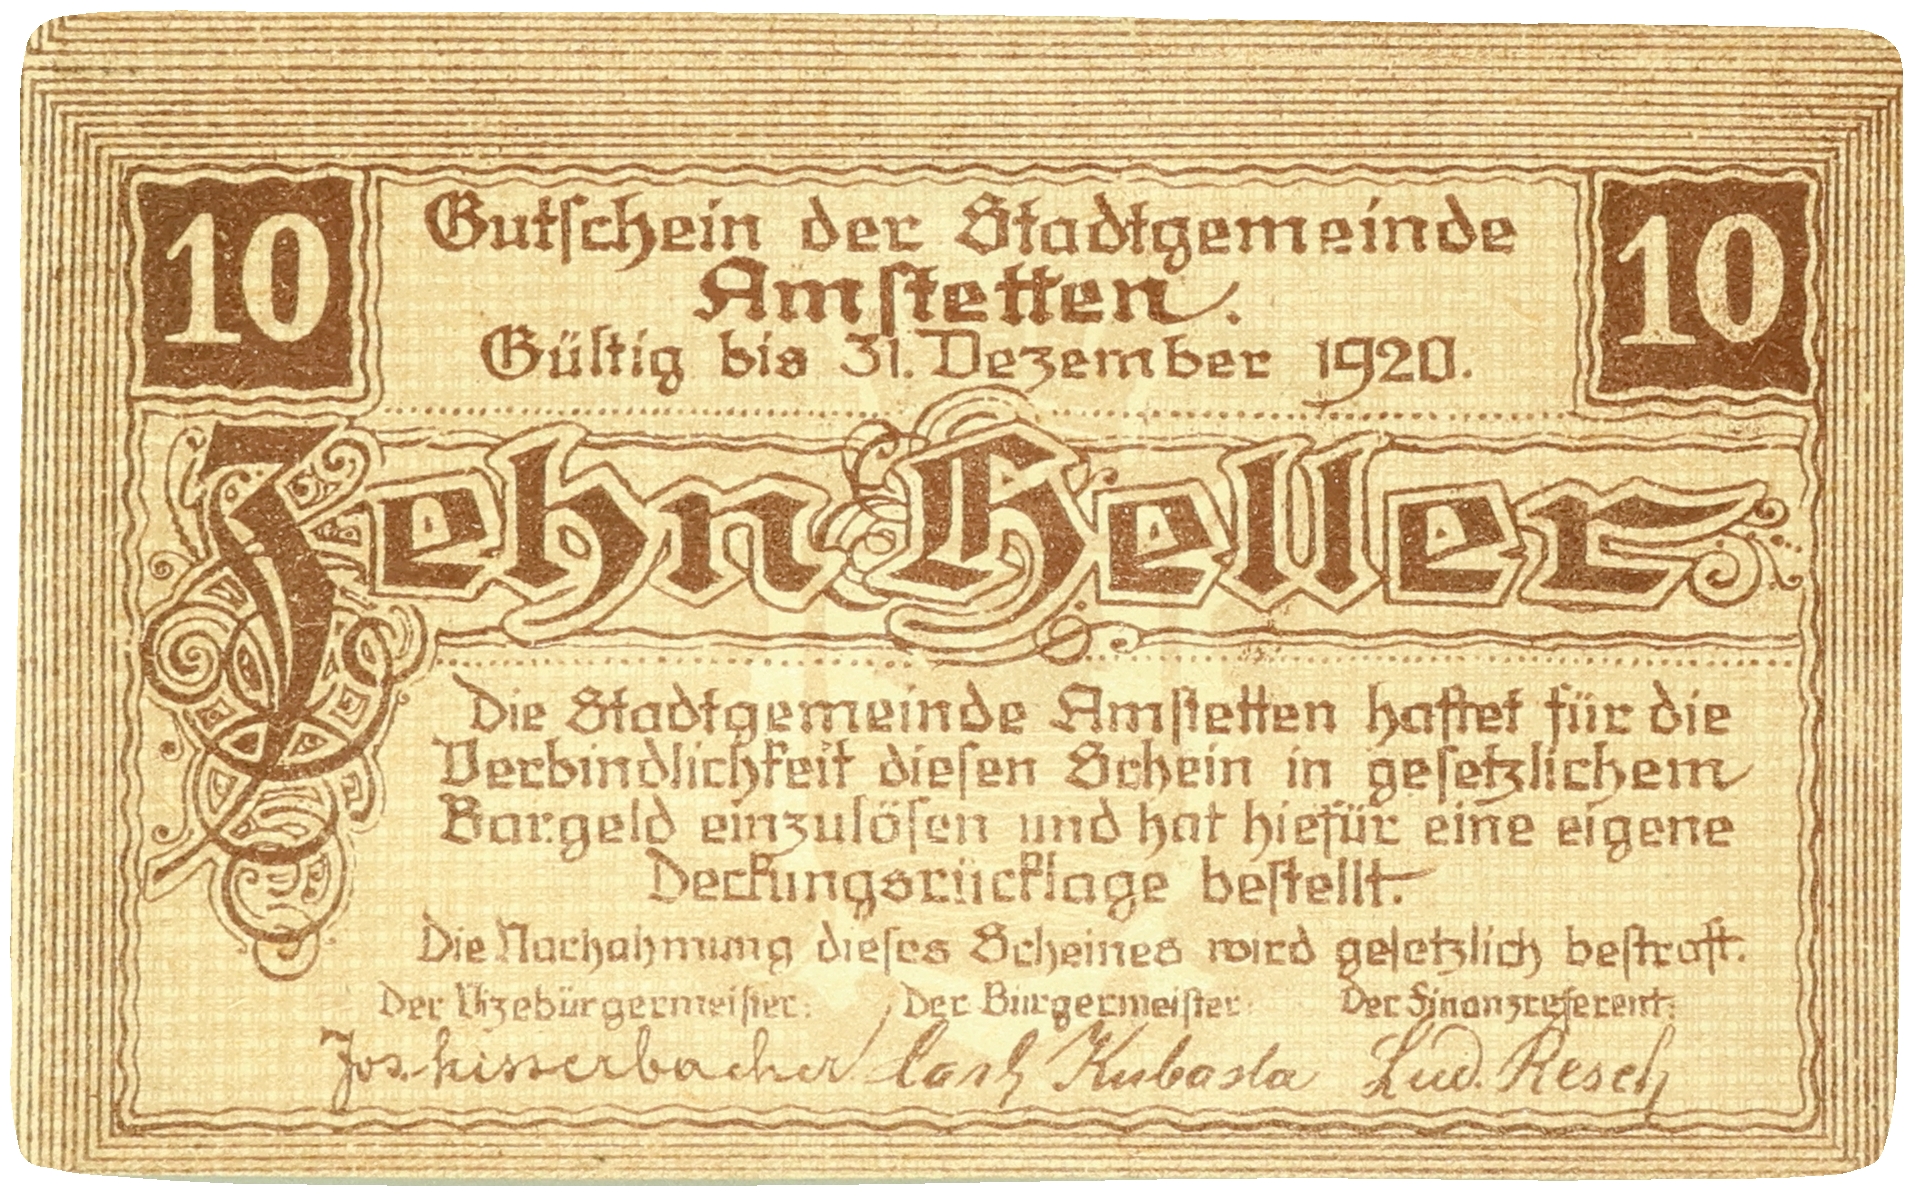 10 Gutschein der Stadtgemeinde 10
Amstetten.
Gültig bis 31. Dezember 1920.
Zehn Heller
Die Stadtgemeinde Amstetten haftet für die
Verbindlichkeit diesen Schein in gesetzlichem
Bargeld einzulösen und hat hiefür eine eigene
Deckungsrücklage bestellt.
Die Nachahmung dieses Scheines wird gesetzlich bestraft.
Der Vizebürgermeister: Der Bürgermeister: Der Finanzreferent:
Jos. Carl Kubasta Lud. Resch